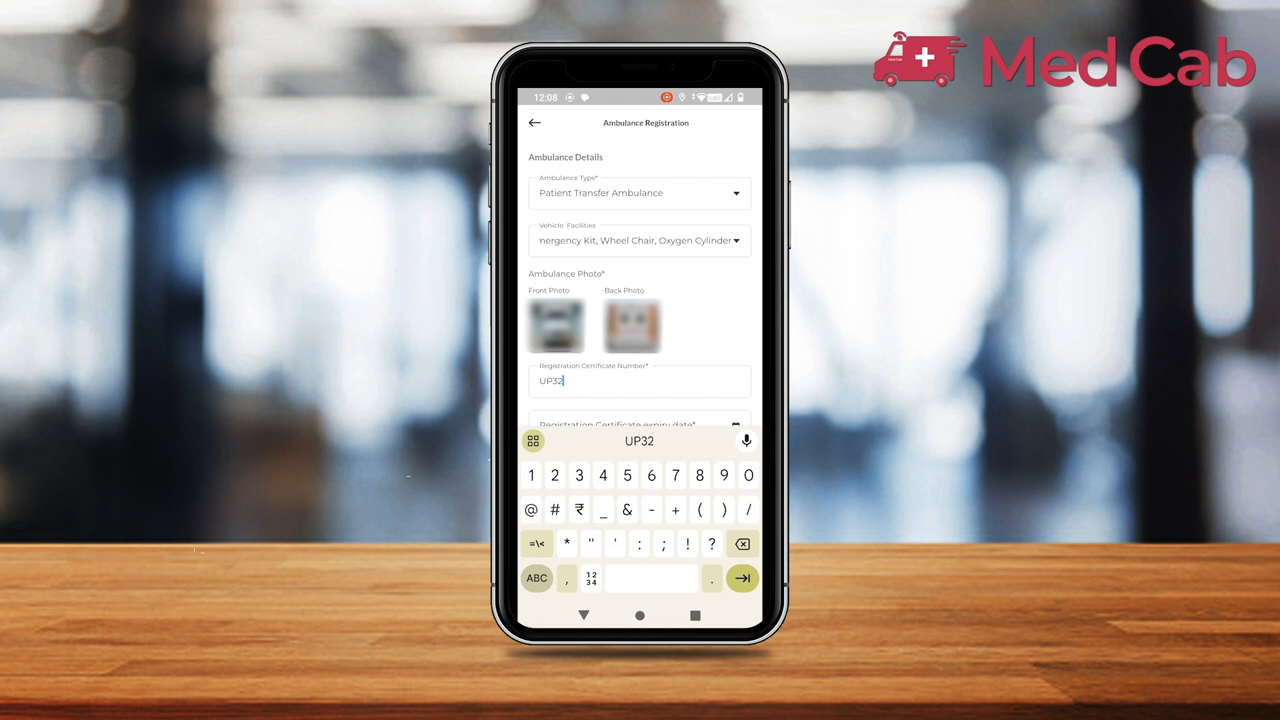 Med Cab
12:08
Ambulance Registration
Ambulance Details
Ambulance Type*
Patient Transfer Ambulance
Vehicle Facilities
nergency Kit, Wheel Chair, Oxygen Cylinder
Ambulance Photo*
Front Photo
Back Photo
Registration Certificate Number*
UP32
Registration Certificate expiry date*
UP32
1 2 3 4 5 6 7 8 9 0
@ # ₹ _ & - + ( ) /
=\< * " ' : ; ! ?
ABC , 12 .
34